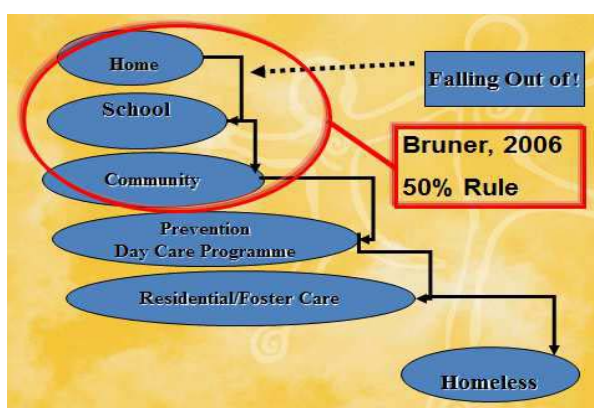 Home
Falling Out of!
School
Bruner, 2006
50% Rule
Community
Prevention
Day Care Programme
Residential/Foster Care
Homeless